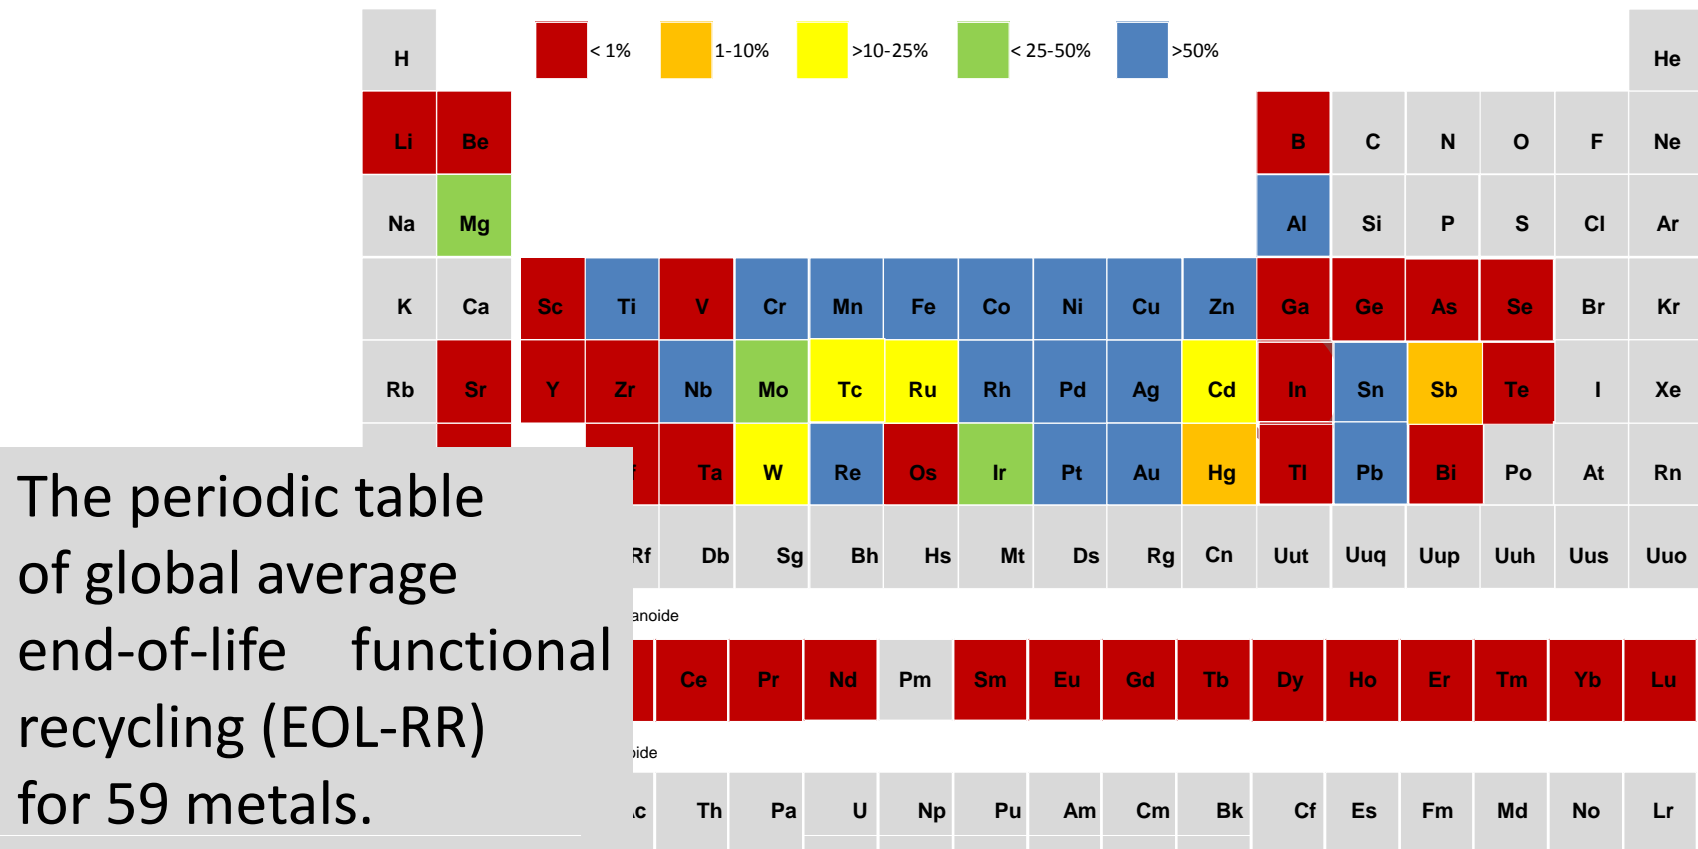 H < 1% 1-10% >10-25% < 25-50% >50% He
Li Be B C N O F Ne
Na Mg Al Si P S Cl Ar
K Ca Sc Ti V Cr Mn Fe Co Ni Cu Zn Ga Ge As Se Br Kr
Rb Sr Y Zr Nb Mo Tc Ru Rh Pd Ag Cd In Sn Sb Te I Xe
Ta W Re Os Ir Pt Au Hg Tl Pb Bi Po At Rn
Rf Db Sg Bh Hs Mt Ds Rg Cn Uut Uuq Uup Uuh Uus Uuo
anoide
Ce Pr Nd Pm Sm Eu Gd Tb Dy Ho Er Tm Yb Lu
ide
c Th Pa U Np Pu Am Cm Bk Cf Es Fm Md No Lr
The periodic table
of global average
end-of-life functional
recycling (EOL-RR)
for 59 metals.